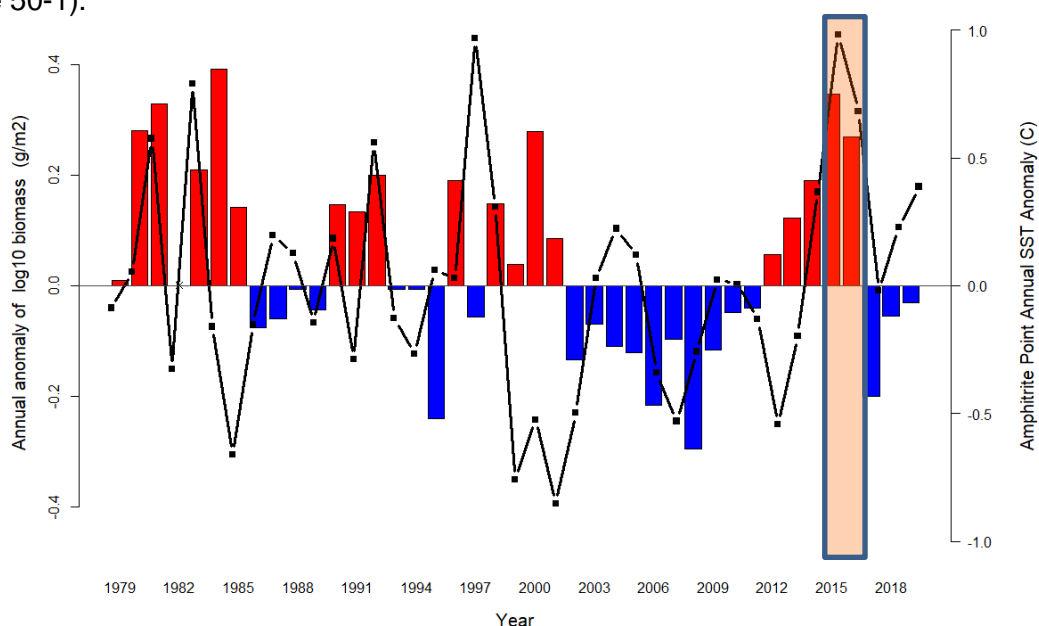 e 50-1).
Annual anomaly of log10 biomass (g/m2)
0.4
0.2
0.0
-0.2
-0.4
1.0
0.5
0.0
-0.5
-1.0
Amphitrite Point Annual SST Anomaly (C)
1979 1982 1985 1988 1991 1994 1997 2000 2003 2006 2009 2012 2015 2018
Year